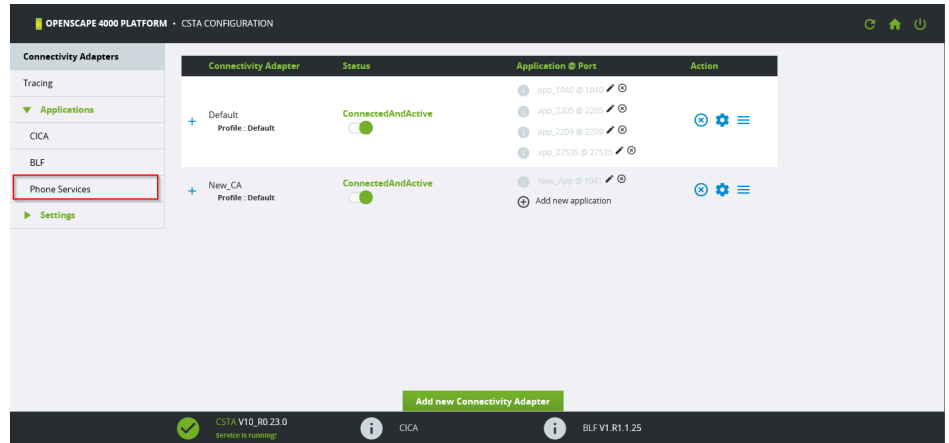 OPENSCAPE 4000 PLATFORM • CSTA CONFIGURATION
Connectivity Adapters
Tracing
Applications
CICA
BLF
Phone Services
Settings
Connectivity Adapter Status Application @ Port Action
Default
Profile : Default
ConnectedAndActive
app_1040 @ 1040
app_2205 @ 2205
app_2209 @ 2209
app_27535 @ 27535
New_CA
Profile : Default
ConnectedAndActive
New_App @ 1041
Add new application
Add new Connectivity Adapter
CSTA V10_R0.23.0
Service is running!
CICA
BLF V1.R1.1.25